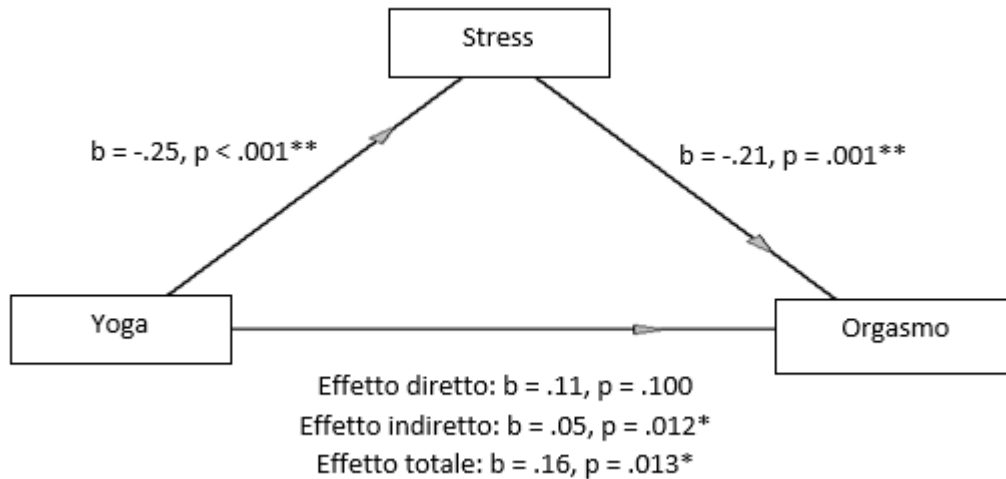 Stress
b = -.25, p < .001**
b = -.21, p = .001**
Yoga
Orgasmo
Effetto diretto: b = .11, p = .100
Effetto indiretto: b = .05, p = .012*
Effetto totale: b = .16, p = .013*